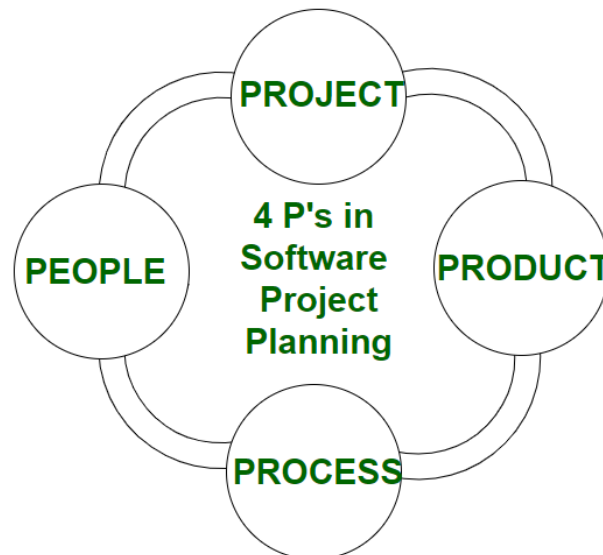 PROJECT
4 P's in
Software
Project
Planning
PEOPLE
PRODUCT
PROCESS